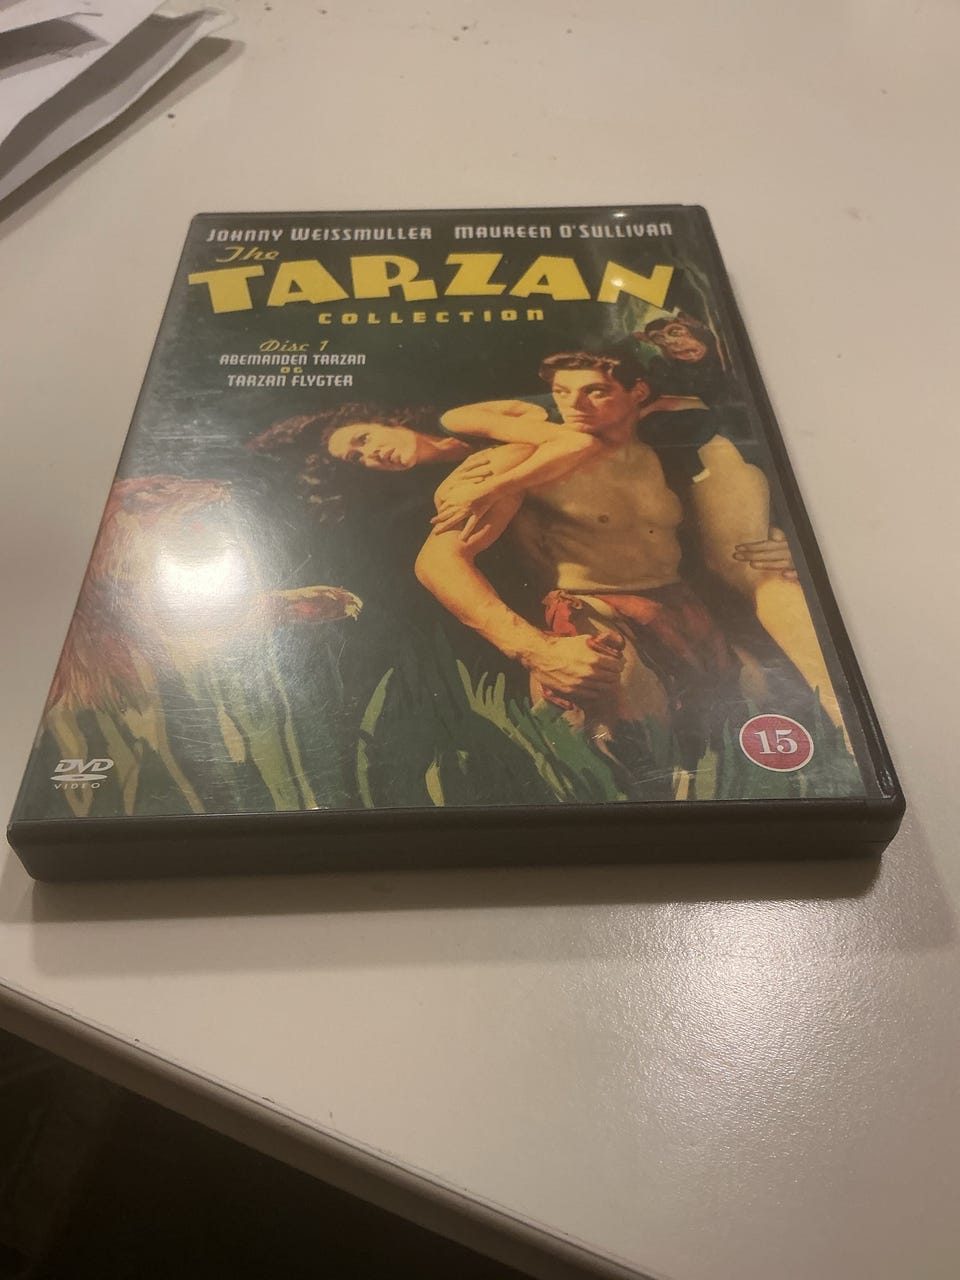 JOHNNY WEISSMULLER MAUREEN O'SULLIVAN
The
TARZAN
COLLECTION
Disc 1
ABEMANDEN TARZAN
OG
TARZAN FLYGTER
15
DVD
VIDEO